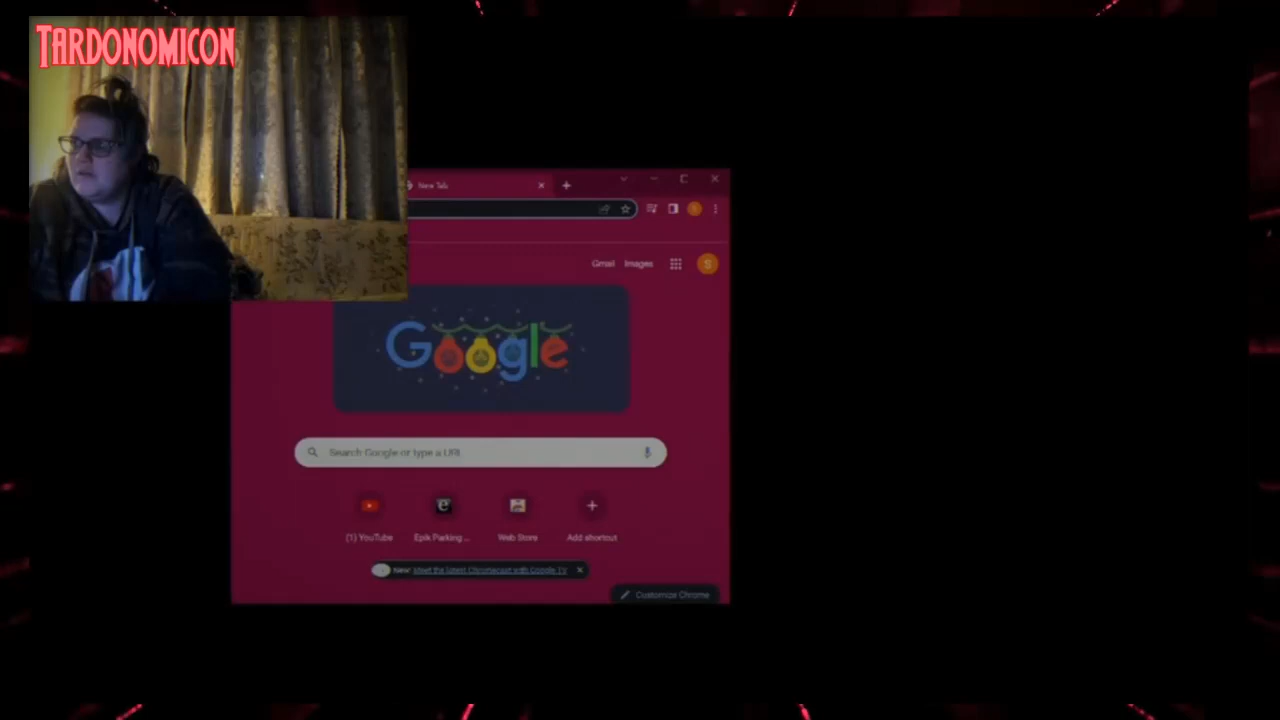 TARDONOMICON
New Tab
Gmail Images
S
Google
Search Google or type a URL
(1) YouTube Epik Parking ... Web Store Add shortcut
New! Meet the latest Chromecast with Google TV
Customize Chrome